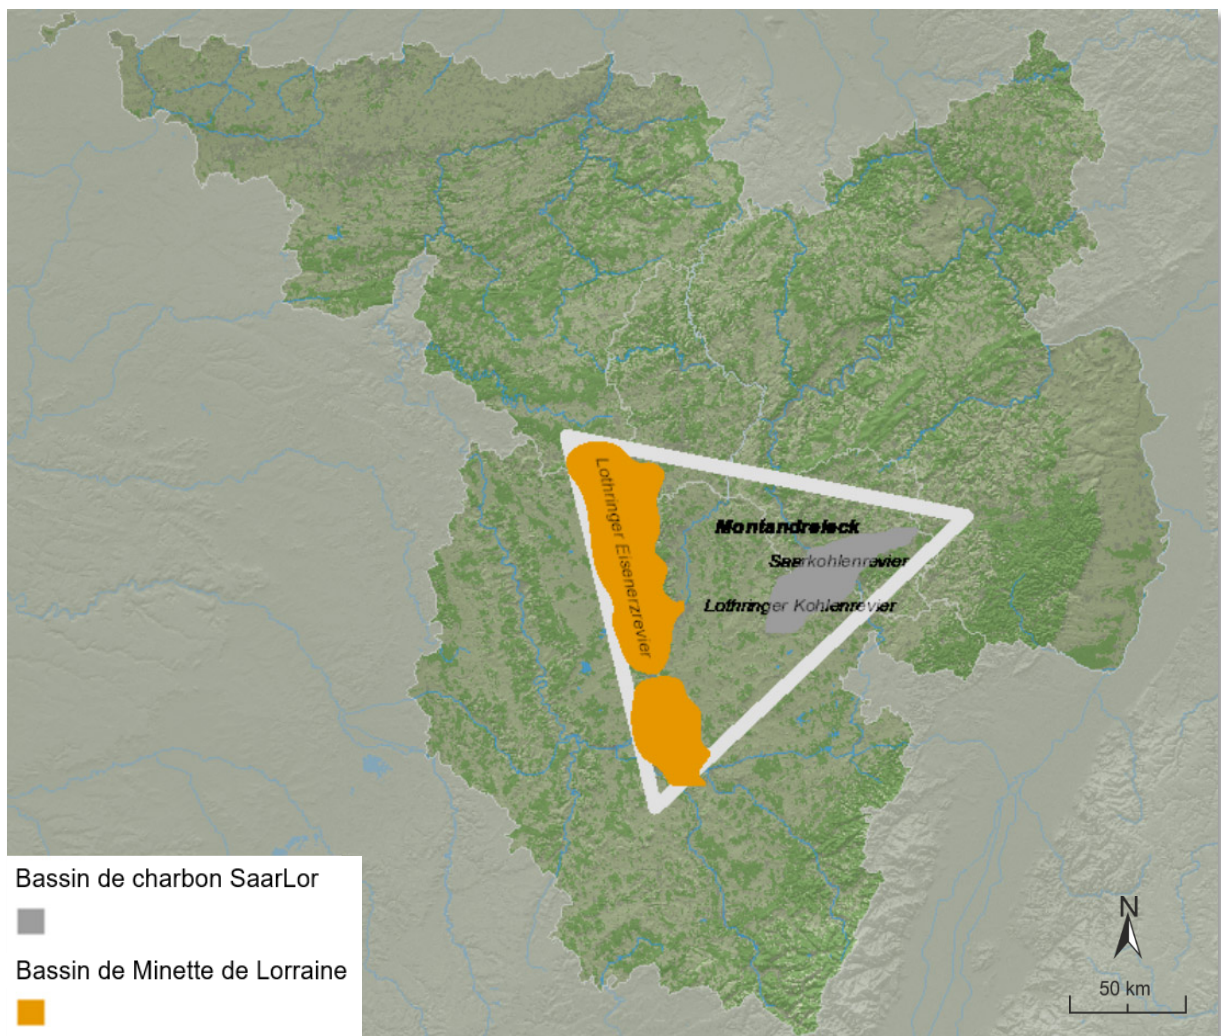 Lothringer Eisenerzrevier
Montandreieck
Saarkohlenrevier
Lothringer Kohlenrevier
Bassin de charbon SaarLor
Bassin de Minette de Lorraine
N
50 km